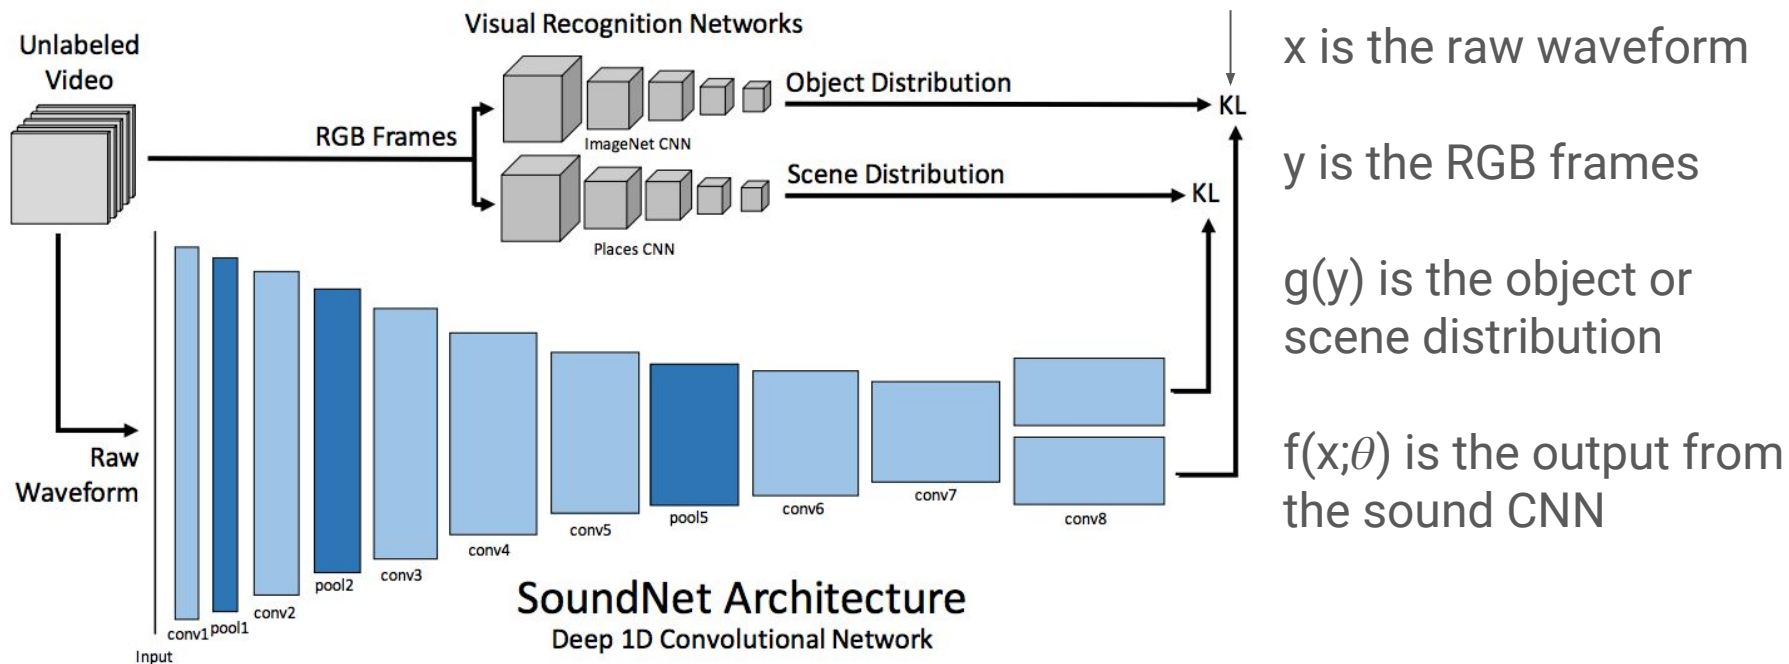 Visual Recognition Networks
Unlabeled
Video
RGB Frames
ImageNet CNN
Object Distribution
KL
Places CNN
Scene Distribution
KL
Raw
Waveform
Input
conv1
pool1
conv2
pool2
conv3
conv4
conv5
pool5
conv6
conv7
conv8
SoundNet Architecture
Deep 1D Convolutional Network
x is the raw waveform
y is the RGB frames
g(y) is the object or
scene distribution
f(x;θ) is the output from
the sound CNN